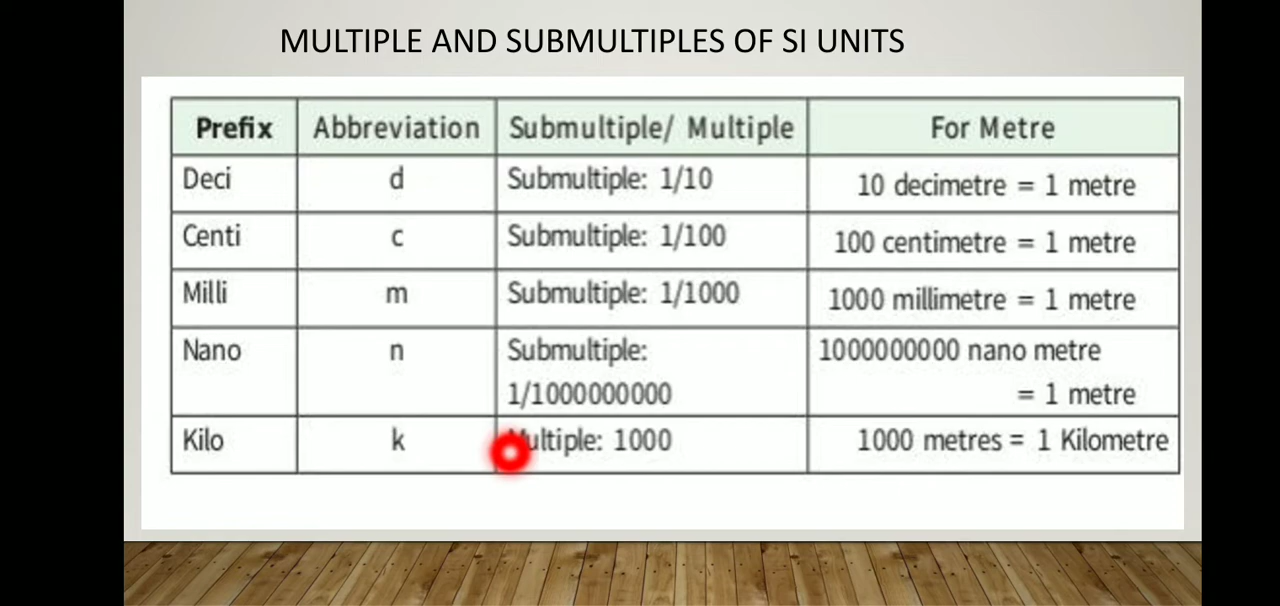 MULTIPLE AND SUBMULTIPLES OF SI UNITS
Prefix Abbreviation Submultiple/ Multiple For Metre
Deci d Submultiple: 1/10 10 decimetre = 1 metre
Centi c Submultiple: 1/100 100 centimetre = 1 metre
Milli m Submultiple: 1/1000 1000 millimetre = 1 metre
Nano n Submultiple: 1000000000 nano metre
1/1000000000 = 1 metre
Kilo k Multiple: 1000 1000 metres = 1 Kilometre